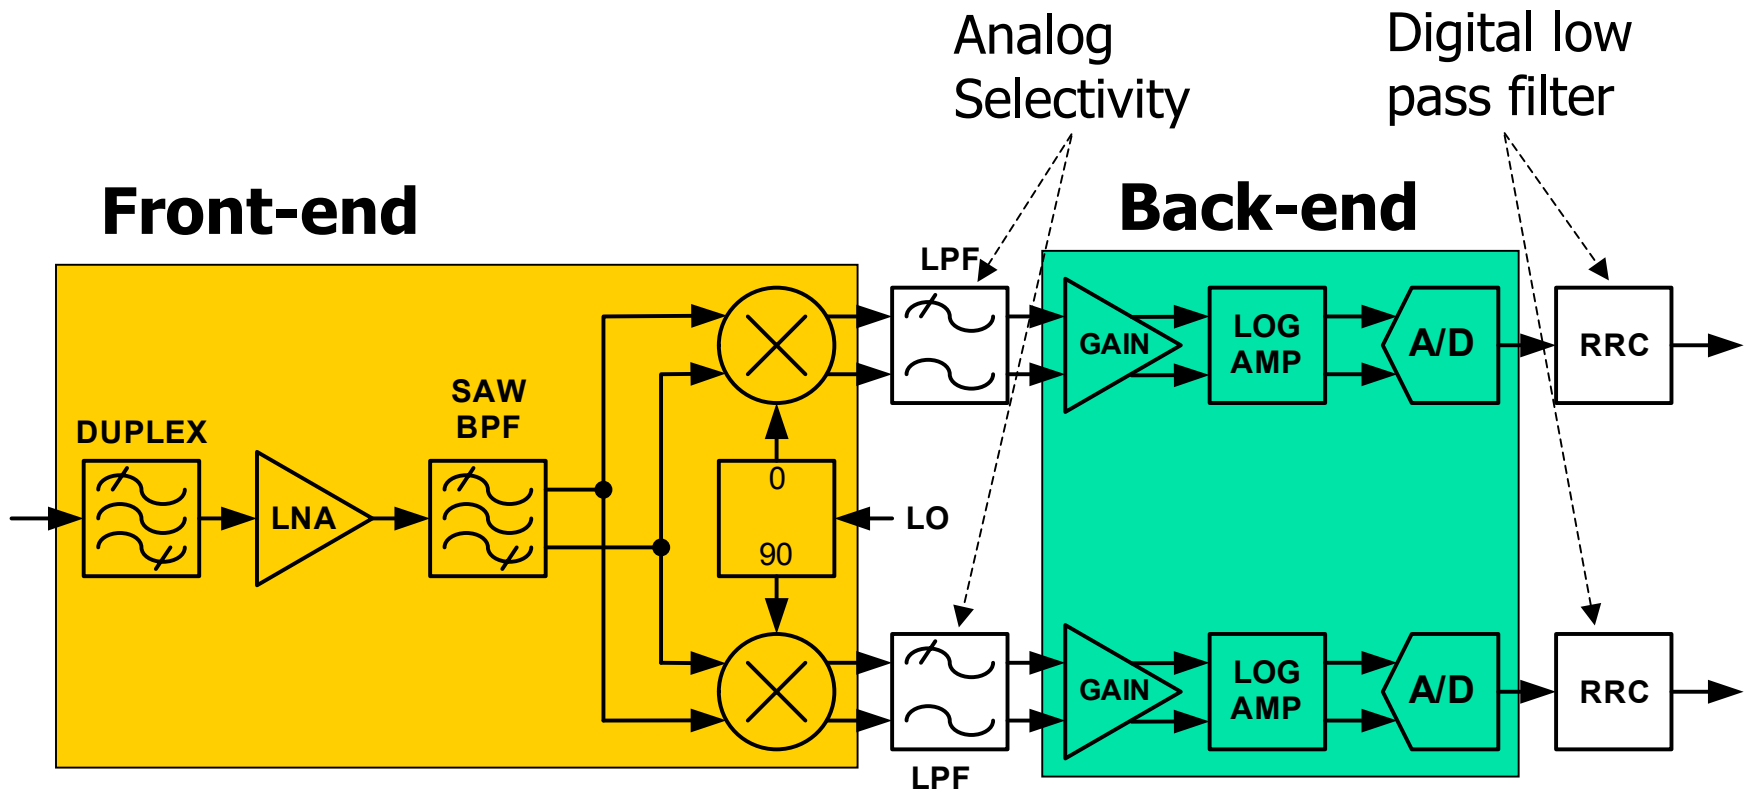 Analog
Selectivity
Digital low
pass filter
Front-end
Back-end
LPF
GAIN
LOG
AMP
A/D
RRC
SAW
BPF
DUPLEX
LNA
0
90
LO
GAIN
LOG
AMP
A/D
RRC
LPF